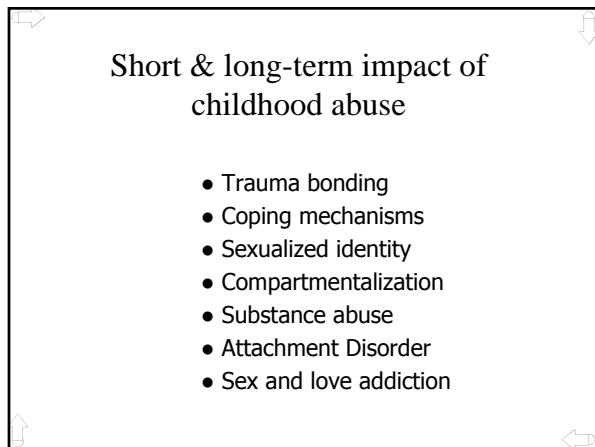 Short & long-term impact of
childhood abuse
● Trauma bonding
● Coping mechanisms
● Sexualized identity
● Compartmentalization
● Substance abuse
● Attachment Disorder
● Sex and love addiction